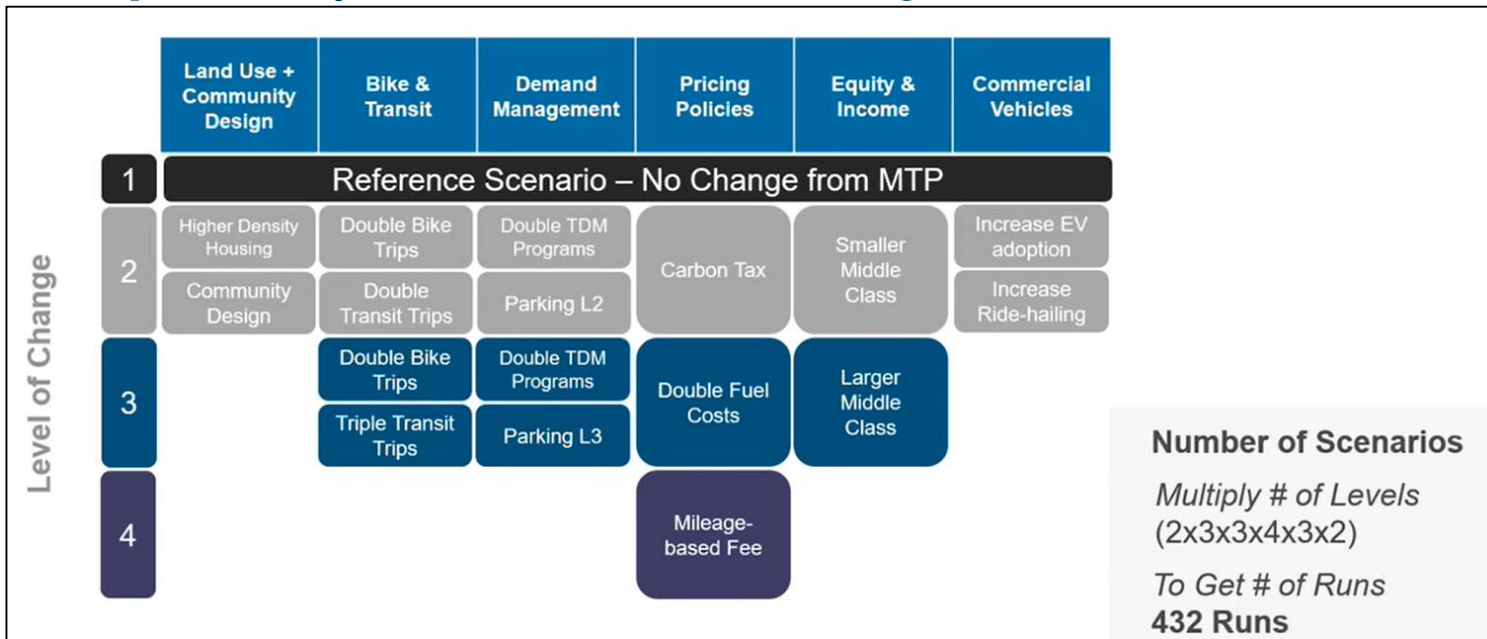 Land Use +
Community
Design
Bike &
Transit
Demand
Management
Pricing
Policies
Equity &
Income
Commercial
Vehicles
Level of Change
1
Reference Scenario – No Change from MTP
2
Higher Density
Housing
Community
Design
Double Bike
Trips
Double
Transit Trips
Double TDM
Programs
Parking L2
Carbon Tax
Smaller
Middle
Class
Increase EV
adoption
Increase
Ride-hailing
3
Double Bike
Trips
Triple Transit
Trips
Double TDM
Programs
Parking L3
Double Fuel
Costs
Larger
Middle
Class
4
Mileage-
based Fee
Number of Scenarios
Multiply # of Levels
(2x3x3x4x3x2)
To Get # of Runs
432 Runs